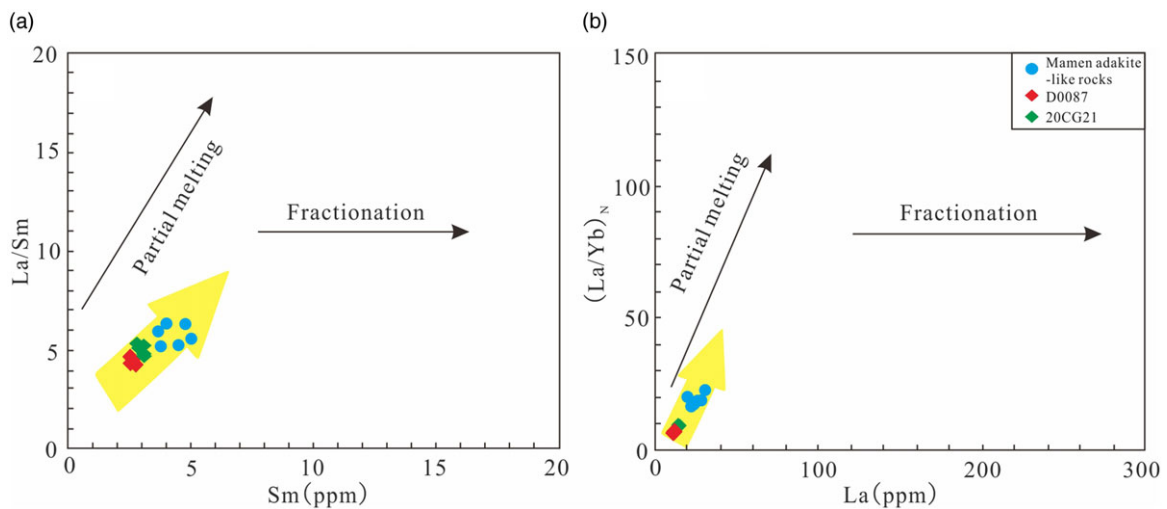 (a)
20
15
10
5
0
La/Sm
Partial melting
Fractionation
0
5
10
15
20
Sm(ppm)
(b)
150
100
50
0
(La/Yb)N
Partial melting
Fractionation
Mamen adakite
-like rocks
D0087
20CG21
0
100
200
300
La(ppm)